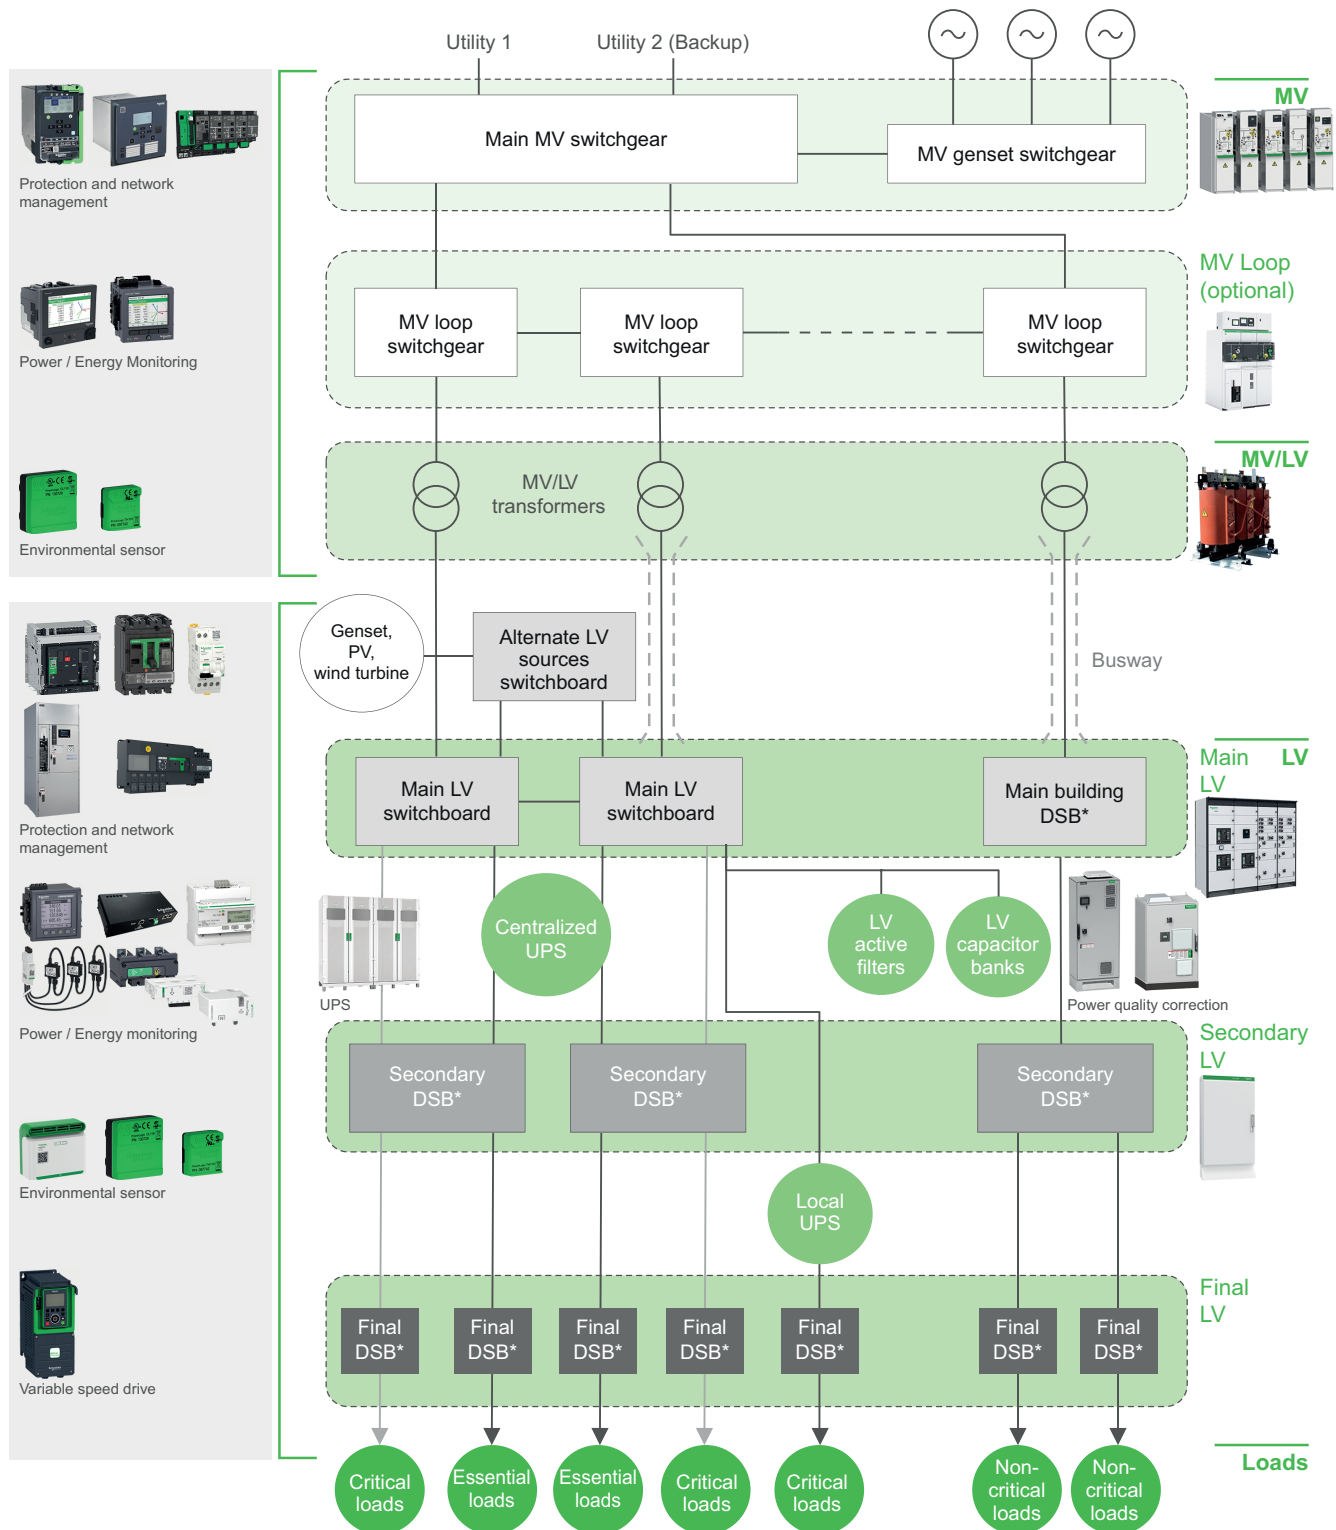 Utility 1
Utility 2 (Backup)
Main MV switchgear
MV genset switchgear
MV
Protection and network
management
MV Loop
(optional)
MV loop
switchgear
MV loop
switchgear
MV loop
switchgear
Power / Energy Monitoring
MV/LV
MV/LV
transformers
Environmental sensor
Genset,
PV,
wind turbine
Alternate LV
sources
switchboard
Busway
Main
LV
LV
Main LV
switchboard
Main LV
switchboard
Main building
DSB*
Protection and network
management
Centralized
UPS
LV
active
filters
LV
capacitor
banks
UPS
Power quality correction
Power / Energy monitoring
Secondary
LV
Secondary
DSB*
Secondary
DSB*
Secondary
DSB*
Environmental sensor
Local
UPS
Final
LV
Final
DSB*
Final
DSB*
Final
DSB*
Final
DSB*
Final
DSB*
Final
DSB*
Final
DSB*
Variable speed drive
Loads
Critical
loads
Essential
loads
Essential
loads
Critical
loads
Critical
loads
Non-
critical
loads
Non-
critical
loads